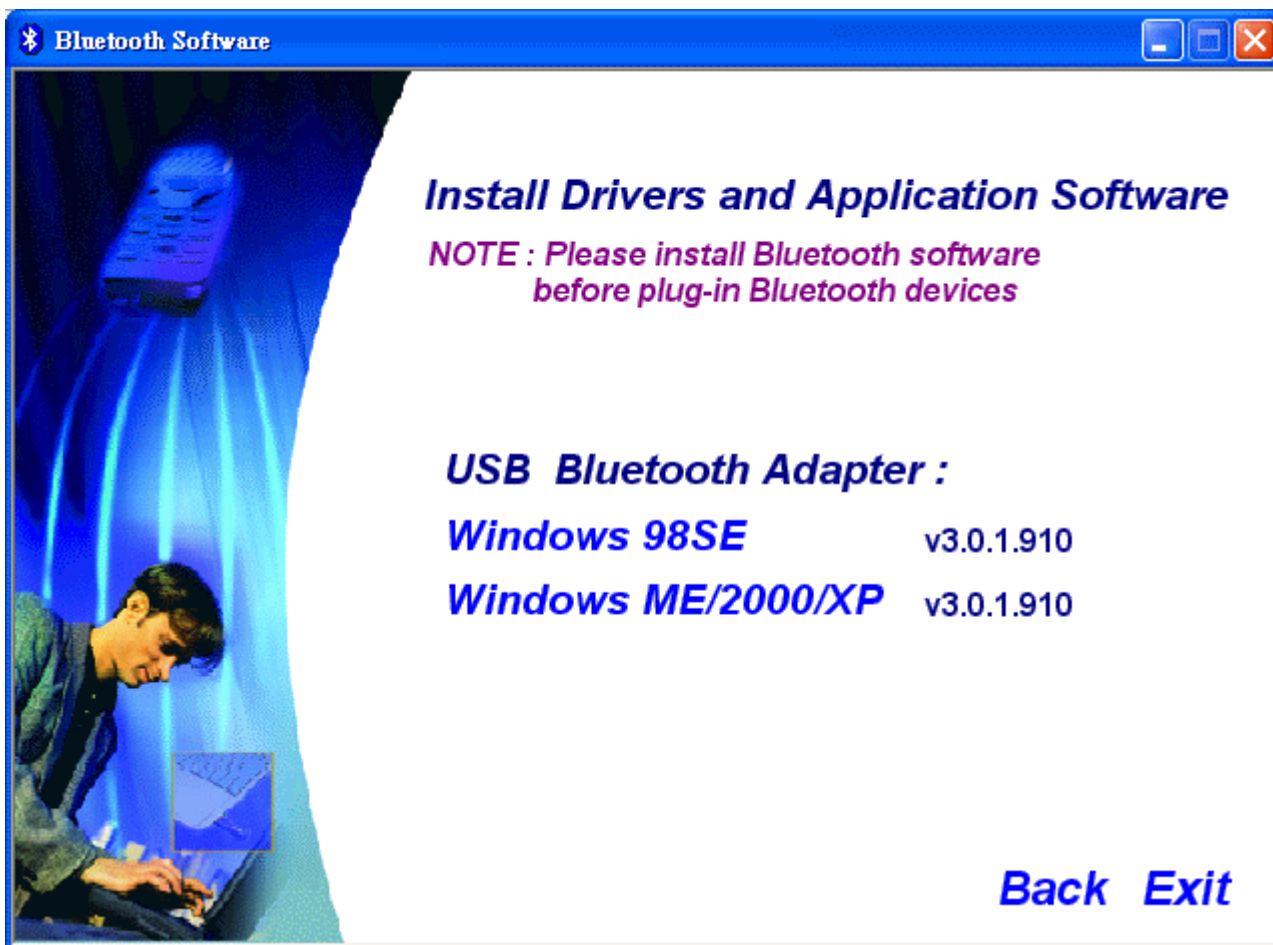 Bluetooth Software
Install Drivers and Application Software
NOTE : Please install Bluetooth software
before plug-in Bluetooth devices
USB Bluetooth Adapter :
Windows 98SE v3.0.1.910
Windows ME/2000/XP v3.0.1.910
Back Exit